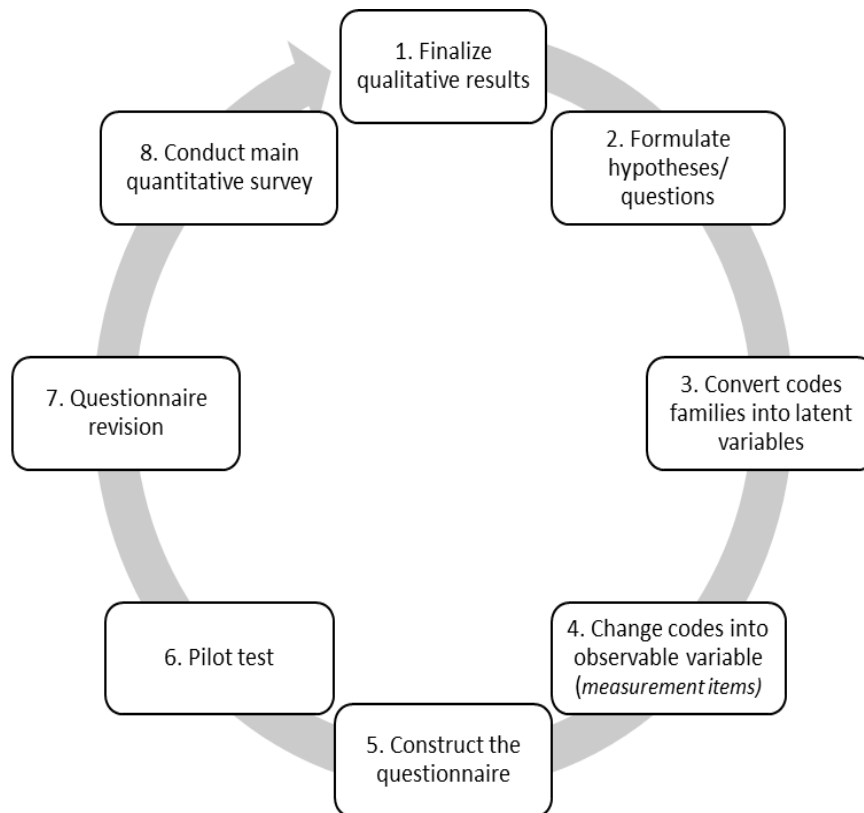 1. Finalize
qualitative results
2. Formulate
hypotheses/
questions
3. Convert codes
families into latent
variables
4. Change codes into
observable variable
(measurement items)
5. Construct the
questionnaire
6. Pilot test
7. Questionnaire
revision
8. Conduct main
quantitative survey